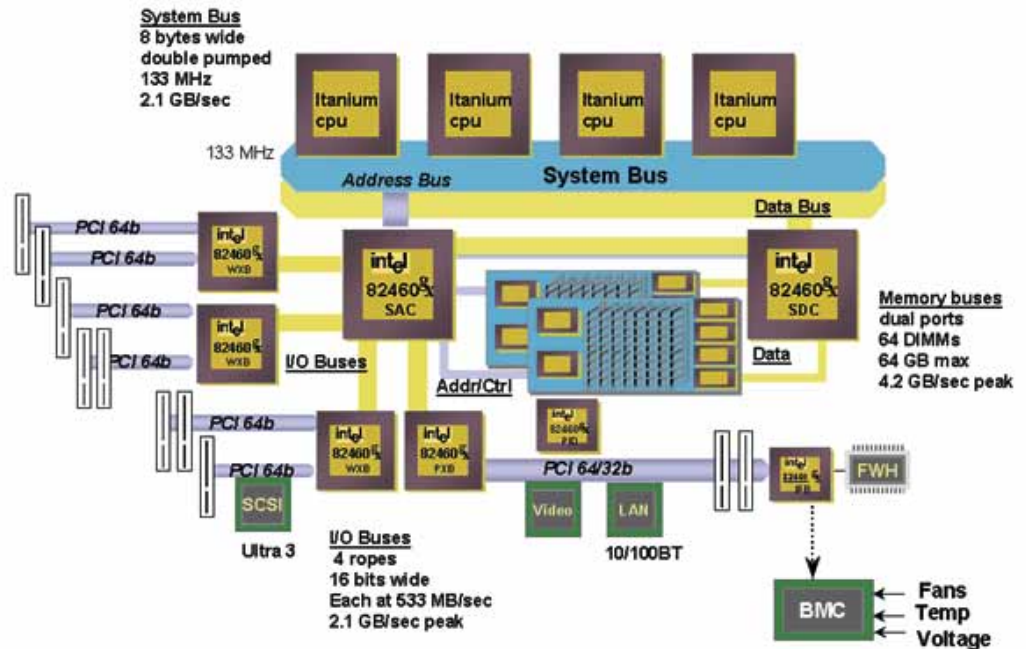 System Bus
8 bytes wide
double pumped
133 MHz
2.1 GB/sec
Itanium
cpu
Itanium
cpu
Itanium
cpu
Itanium
cpu
133 MHz
System Bus
Address Bus
Data Bus
PCI 64b
PCI 64b
intel
82460GX
WXB
intel
82460GX
SAC
intel
82460GX
SDC
PCI 64b
PCI 64b
intel
82460GX
WXB
I/O Buses
Addr/Ctrl
Data
Memory buses
dual ports
64 DIMMs
64 GB max
4.2 GB/sec peak
PCI 64b
PCI 64b
intel
82460GX
WXB
intel
82460GX
PXB
intel
82460GX
PID
PCI 64/32b
intel
IFB
FWH
SCSI
Ultra 3
Video
LAN
10/100BT
I/O Buses
4 ropes
16 bits wide
Each at 533 MB/sec
2.1 GB/sec peak
BMC
Fans
Temp
Voltage